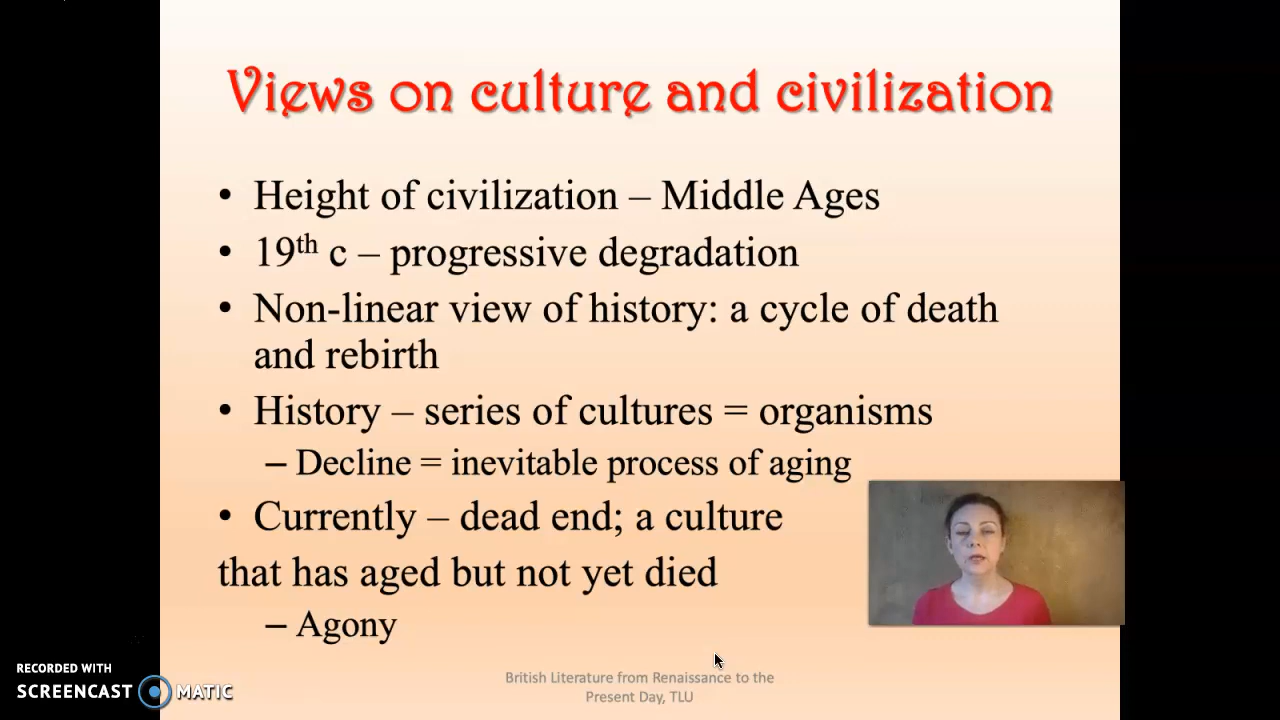 Views on culture and civilization
• Height of civilization – Middle Ages
• 19th c – progressive degradation
• Non-linear view of history: a cycle of death
and rebirth
• History – series of cultures = organisms
– Decline = inevitable process of aging
• Currently – dead end; a culture
that has aged but not yet died
– Agony
British Literature from Renaissance to the
Present Day, TLU
RECORDED WITH
SCREENCAST MATIC